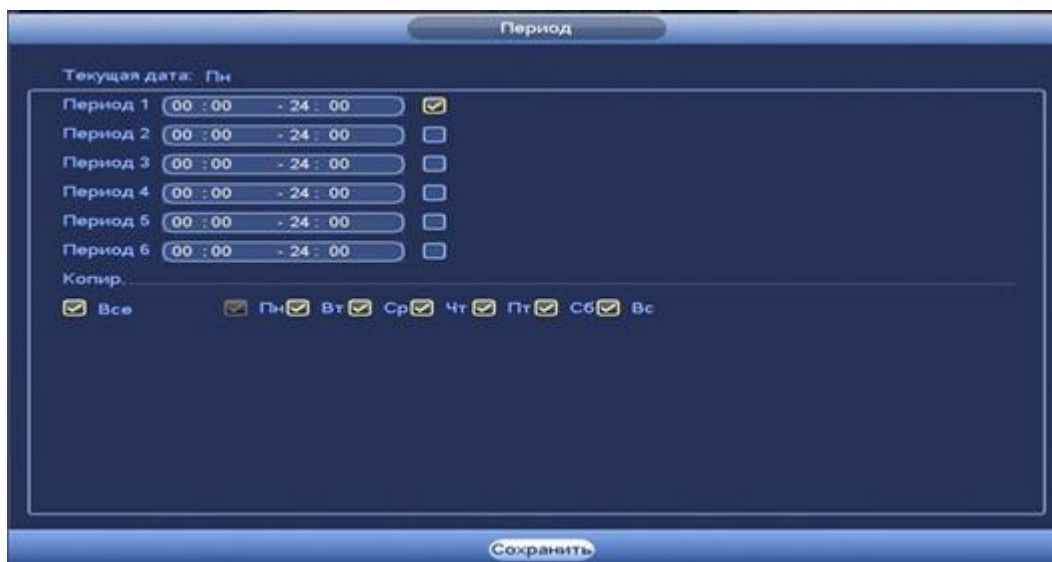 Период
Текущая дата: Пн
Период 1 00 : 00 - 24 : 00
Период 2 00 : 00 - 24 : 00
Период 3 00 : 00 - 24 : 00
Период 4 00 : 00 - 24 : 00
Период 5 00 : 00 - 24 : 00
Период 6 00 : 00 - 24 : 00
Копир.
Все Пн Вт Ср Чт Пт Сб Вс
Сохранить